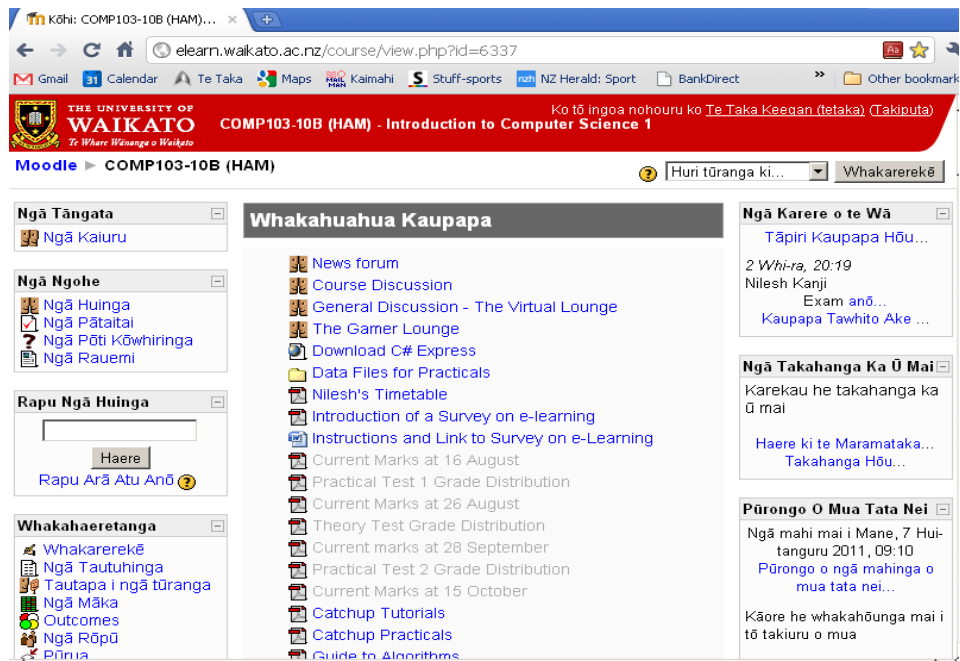 Kōhi: COMP103-10B (HAM)...
elearn.waikato.ac.nz/course/view.php?id=6337
Gmail Calendar Te Taka Maps Kaimahi Stuff-sports NZ Herald: Sport BankDirect » Other bookmark
THE UNIVERSITY OF
WAIKATO
Te Whare Wānanga o Waikato
Ko tō ingoa nohouru ko Te Taka Keegan (tetaka) (Takiputa)
COMP103-10B (HAM) - Introduction to Computer Science 1
Moodle ► COMP103-10B (HAM)
Huri tūranga ki...
Whakarerekē
Ngā Tāngata
Ngā Kaiuru
Ngā Ngohe
Ngā Huinga
Ngā Pātaitai
Ngā Pōti Kōwhiringa
Ngā Rauemi
Rapu Ngā Huinga
Haere
Rapu Arā Atu Anō
Whakahaeretanga
Whakarerekē
Ngā Tautuhinga
Tautapa i ngā tūranga
Ngā Māka
Outcomes
Ngā Rōpū
Pūrua
Whakahuahua Kaupapa
News forum
Course Discussion
General Discussion - The Virtual Lounge
The Gamer Lounge
Download C# Express
Data Files for Practicals
Nilesh's Timetable
Introduction of a Survey on e-learning
Instructions and Link to Survey on e-Learning
Current Marks at 16 August
Practical Test 1 Grade Distribution
Current Marks at 26 August
Theory Test Grade Distribution
Current marks at 28 September
Practical Test 2 Grade Distribution
Current Marks at 15 October
Catchup Tutorials
Catchup Practicals
Guide to Algorithms
Ngā Karere o te Wā
Tāpiri Kaupapa Hōu...
2 Whi-ra, 20:19
Nilesh Kanji
Exam anō...
Kaupapa Tawhito Ake ...
Ngā Takahanga Ka Ū Mai
Karekau he takahanga ka
ū mai
Haere ki te Maramataka...
Takahanga Hōu...
Pūrongo O Mua Tata Nei
Ngā mahi mai i Mane, 7 Hui-
tanguru 2011, 09:10
Pūrongo o ngā mahinga o
mua tata nei...
Kāore he whakahōunga mai i
tō takiuru o mua